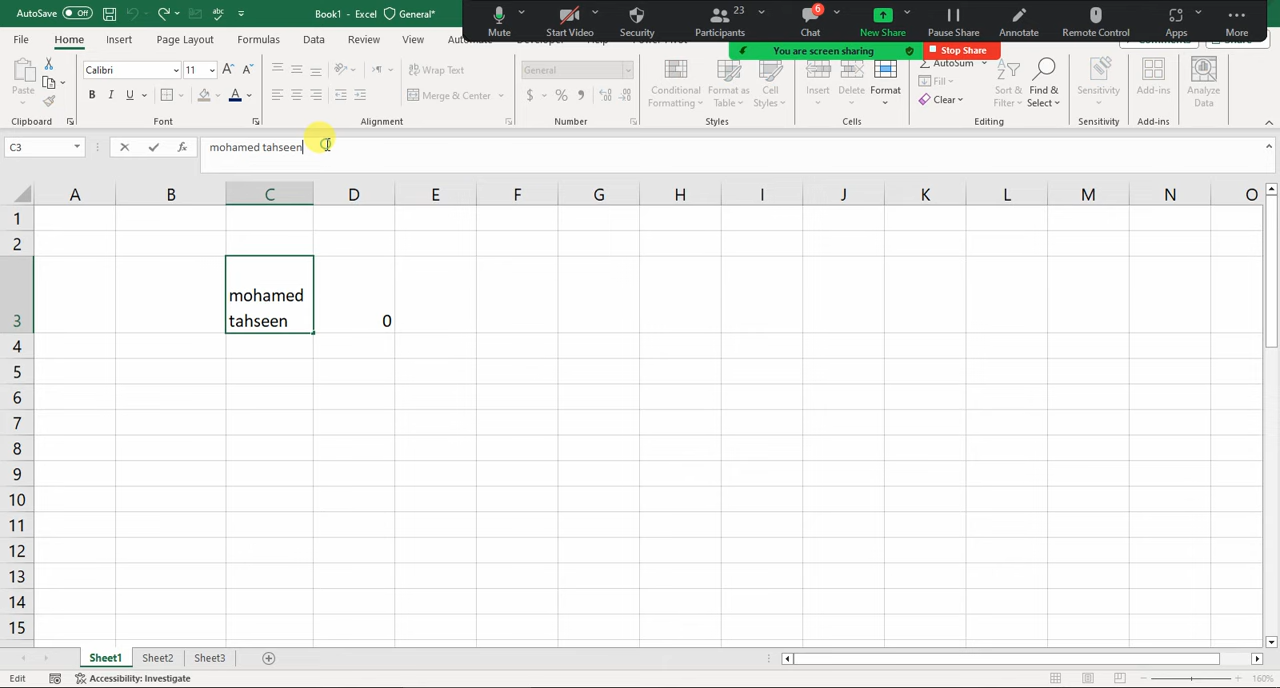 AutoSave Off Book1 - Excel General*
Mute Start Video Security Participants 23 Chat 6 New Share Pause Share Annotate Remote Control Apps More
You are screen sharing Stop Share
File Home Insert Page Layout Formulas Data Review View
Paste Calibri 11 A A Wrap Text General Conditional Formatting Format as Table Cell Styles Insert Delete Format AutoSum Fill Clear Sort & Filter Find & Select Sensitivity Add-ins Analyze Data
B I U A Merge & Center $ %
Clipboard Font Alignment Number Styles Cells Editing Sensitivity Add-ins
C3 fx mohamed tahseen
A B C D E F G H I J K L M N O
1
2
mohamed
3 tahseen 0
4
5
6
7
8
9
10
11
12
13
14
15
Sheet1 Sheet2 Sheet3
Edit Accessibility: Investigate 160%